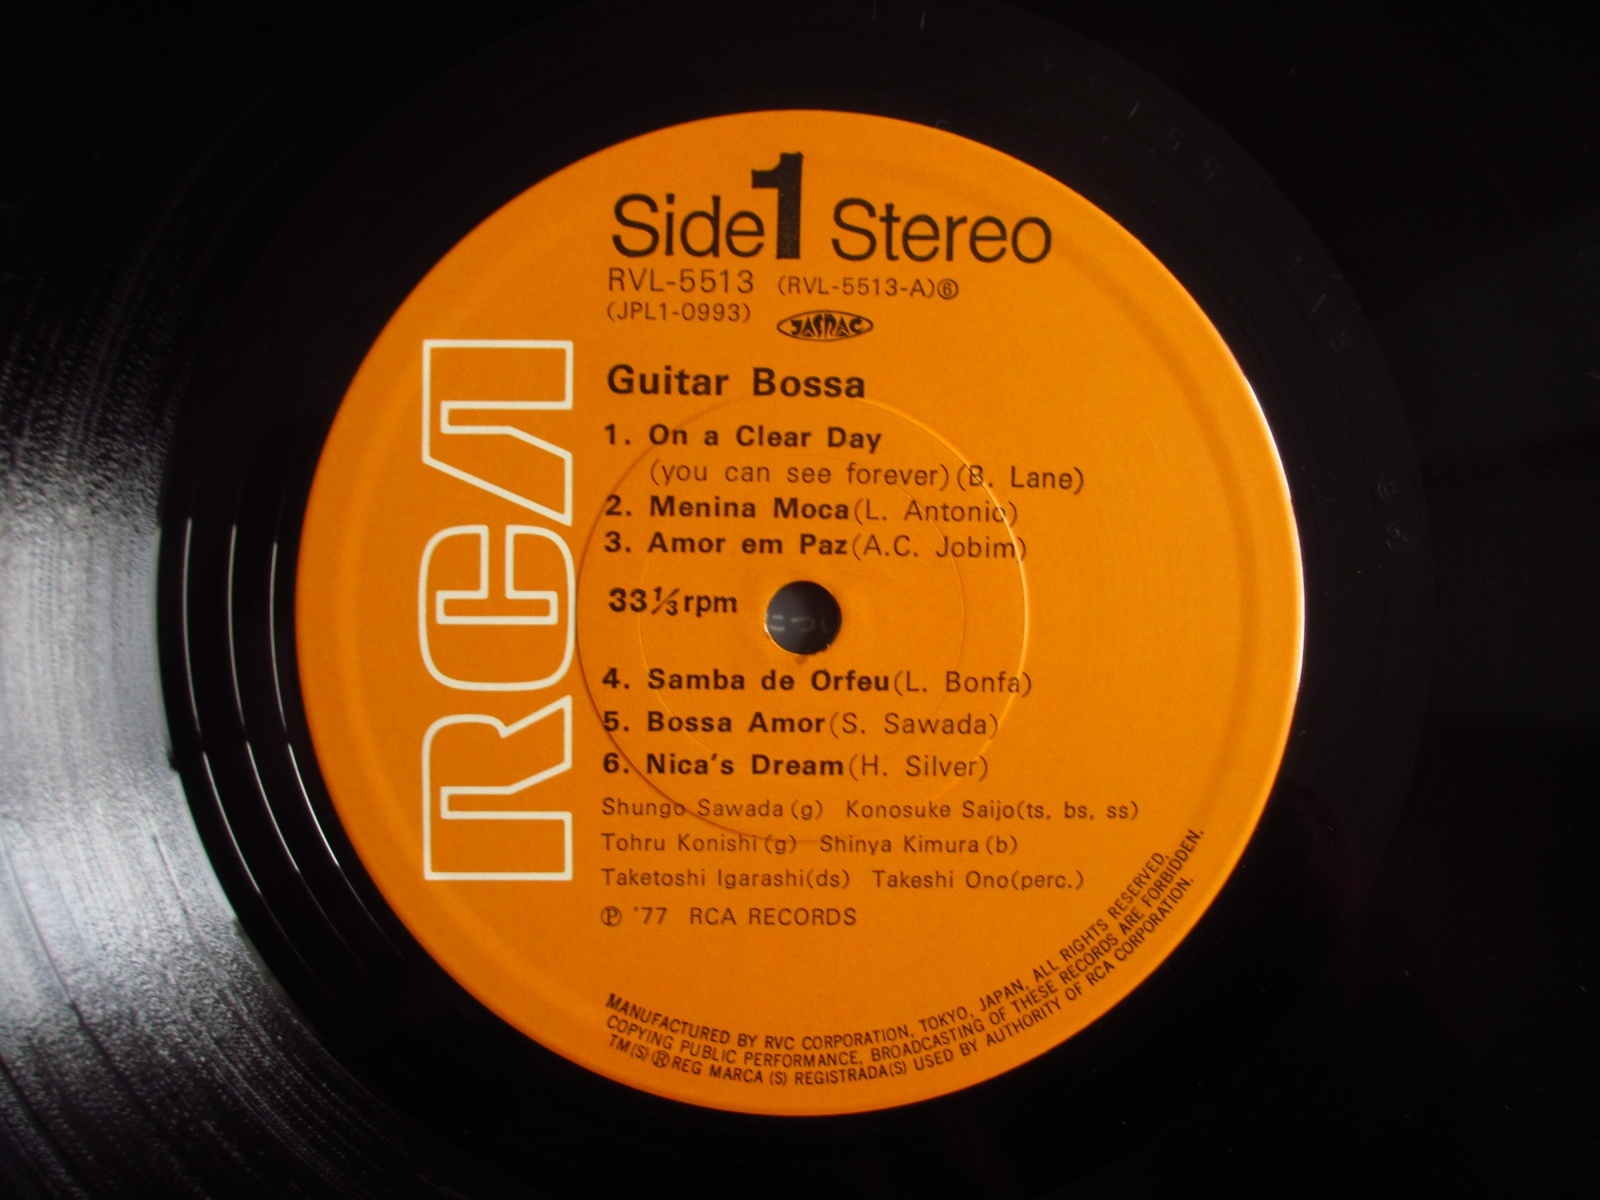 Side 1 Stereo
RVL-5513 (RVL-5513-A)⑥
(JPL1-0993) JASRAC
RCA
Guitar Bossa
1. On a Clear Day
(you can see forever)(B. Lane)
2. Menina Moca(L. Antonio)
3. Amor em Paz(A.C. Jobim)
33⅓rpm
4. Samba de Orfeu(L. Bonfa)
5. Bossa Amor(S. Sawada)
6. Nica's Dream(H. Silver)
Shungo Sawada(g) Konosuke Saijo(ts, bs, ss)
Tohru Konishi(g) Shinya Kimura(b)
Taketoshi Igarashi(ds) Takeshi Ono(perc.)
℗ '77 RCA RECORDS
MANUFACTURED BY RVC CORPORATION, TOKYO, JAPAN, ALL RIGHTS RESERVED.
COPYING PUBLIC PERFORMANCE, BROADCASTING OF THESE RECORDS ARE FORBIDDEN.
TM(S)®REG MARCA (S) REGISTRADA(S) USED BY AUTHORITY OF RCA CORPORATION.